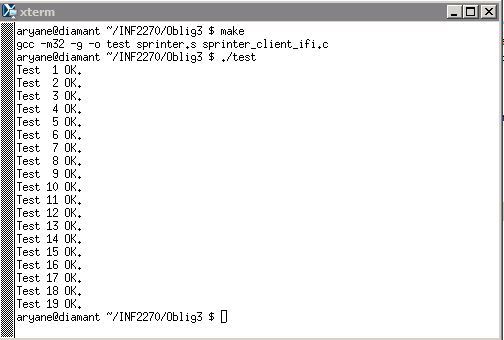 xterm
aryane@diamant ~/INF2270/Oblig3 $ make
gcc -m32 -g -o test sprinter.s sprinter_client_ifi.c
aryane@diamant ~/INF2270/Oblig3 $ ./test
Test  1 OK.
Test  2 OK.
Test  3 OK.
Test  4 OK.
Test  5 OK.
Test  6 OK.
Test  7 OK.
Test  8 OK.
Test  9 OK.
Test 10 OK.
Test 11 OK.
Test 12 OK.
Test 13 OK.
Test 14 OK.
Test 15 OK.
Test 16 OK.
Test 17 OK.
Test 18 OK.
Test 19 OK.
aryane@diamant ~/INF2270/Oblig3 $